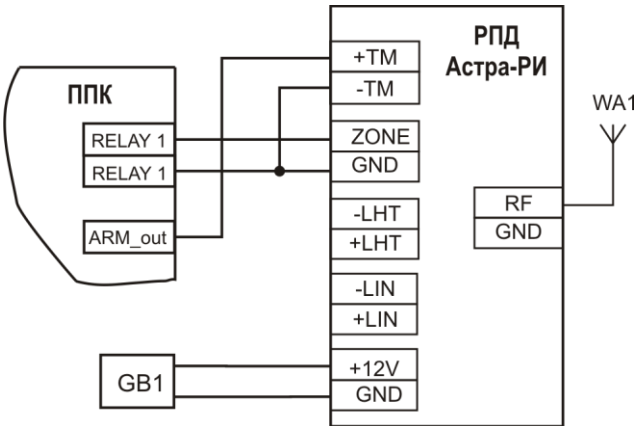 ППК
RELAY 1
RELAY 1
ARM_out
GB1
РПД
Астра-РИ
+TM
-TM
ZONE
GND
-LHT
+LHT
-LIN
+LIN
+12V
GND
RF
GND
WA1